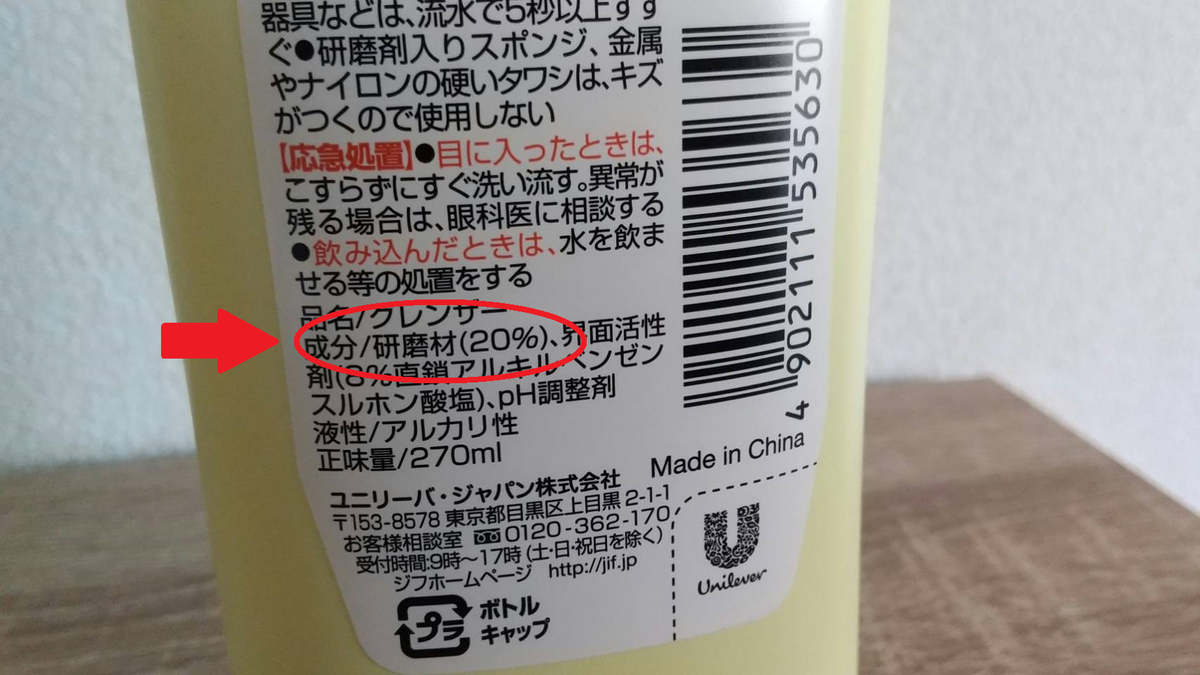 器具などは、流水で5秒以上すす
ぐ●研磨剤入りスポンジ、金属
やナイロンの硬いタワシは、キズ
がつくので使用しない
【応急処置】●目に入ったときは、
こすらずにすぐ洗い流す。異常が
残る場合は、眼科医に相談する
●飲み込んだときは、水を飲ま
せる等の処置をする
品名/クレンザー
成分/研磨材(20%)、界面活性
剤(8%直鎖アルキルベンゼン
スルホン酸塩)、pH調整剤
液性/アルカリ性
正味量/270ml
ユニリーバ・ジャパン株式会社
〒153-8578 東京都目黒区上目黒 2-1-1
お客様相談室 0120-362-170
受付時間:9時〜17時 (土・日・祝日を除く)
ジフホームページ http://jif.jp
プラ
ボトル
キャップ
4902111535630
Made in China
Unilever